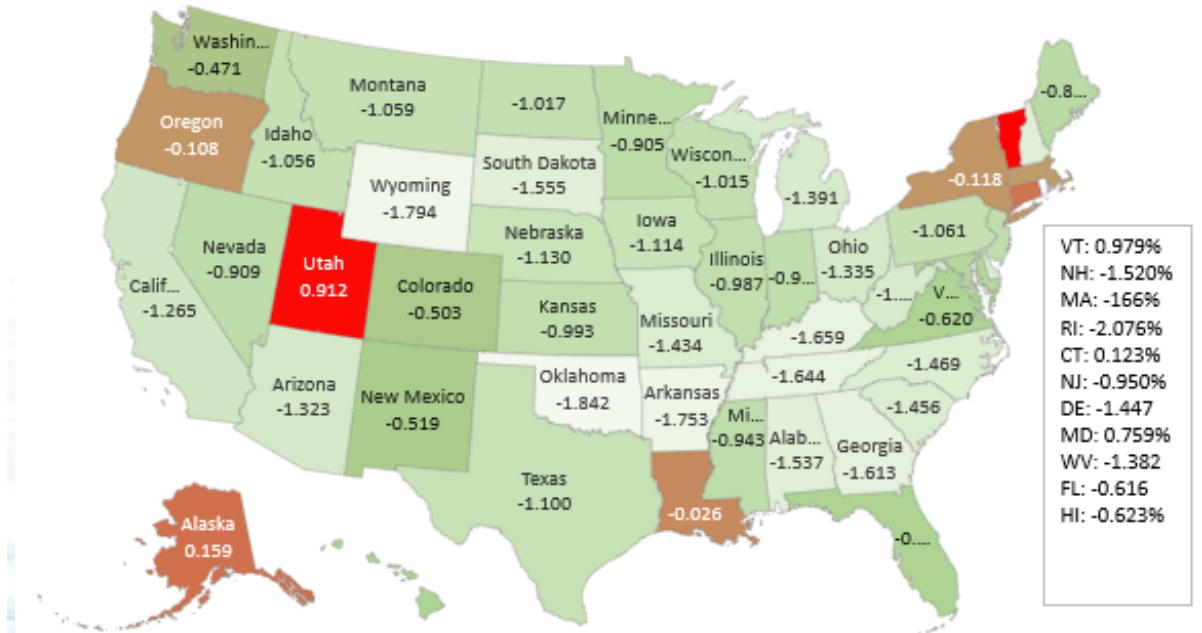 Washin...
-0.471
Oregon
-0.108
Idaho
-1.056
Montana
-1.059
-1.017
Minne...
-0.905
Wiscon...
-1.015
South Dakota
-1.555
Wyoming
-1.794
Nebraska
-1.130
Iowa
-1.114
-1.391
Nevada
-0.909
Utah
0.912
Colorado
-0.503
Kansas
-0.993
Missouri
-1.434
Illinois
-0.987
-0.9...
Ohio
-1.335
-1.061
-0.118
-0.8...
Calif...
-1.265
Arizona
-1.323
New Mexico
-0.519
Oklahoma
-1.842
Arkansas
-1.753
-1.659
-1.644
-1....
V...
-0.620
-1.469
-1.456
Texas
-1.100
-0.026
Mi...
-0.943
Alab...
-1.537
Georgia
-1.613
-0....
Alaska
0.159
VT: 0.979%
NH: -1.520%
MA: -166%
RI: -2.076%
CT: 0.123%
NJ: -0.950%
DE: -1.447
MD: 0.759%
WV: -1.382
FL: -0.616
HI: -0.623%